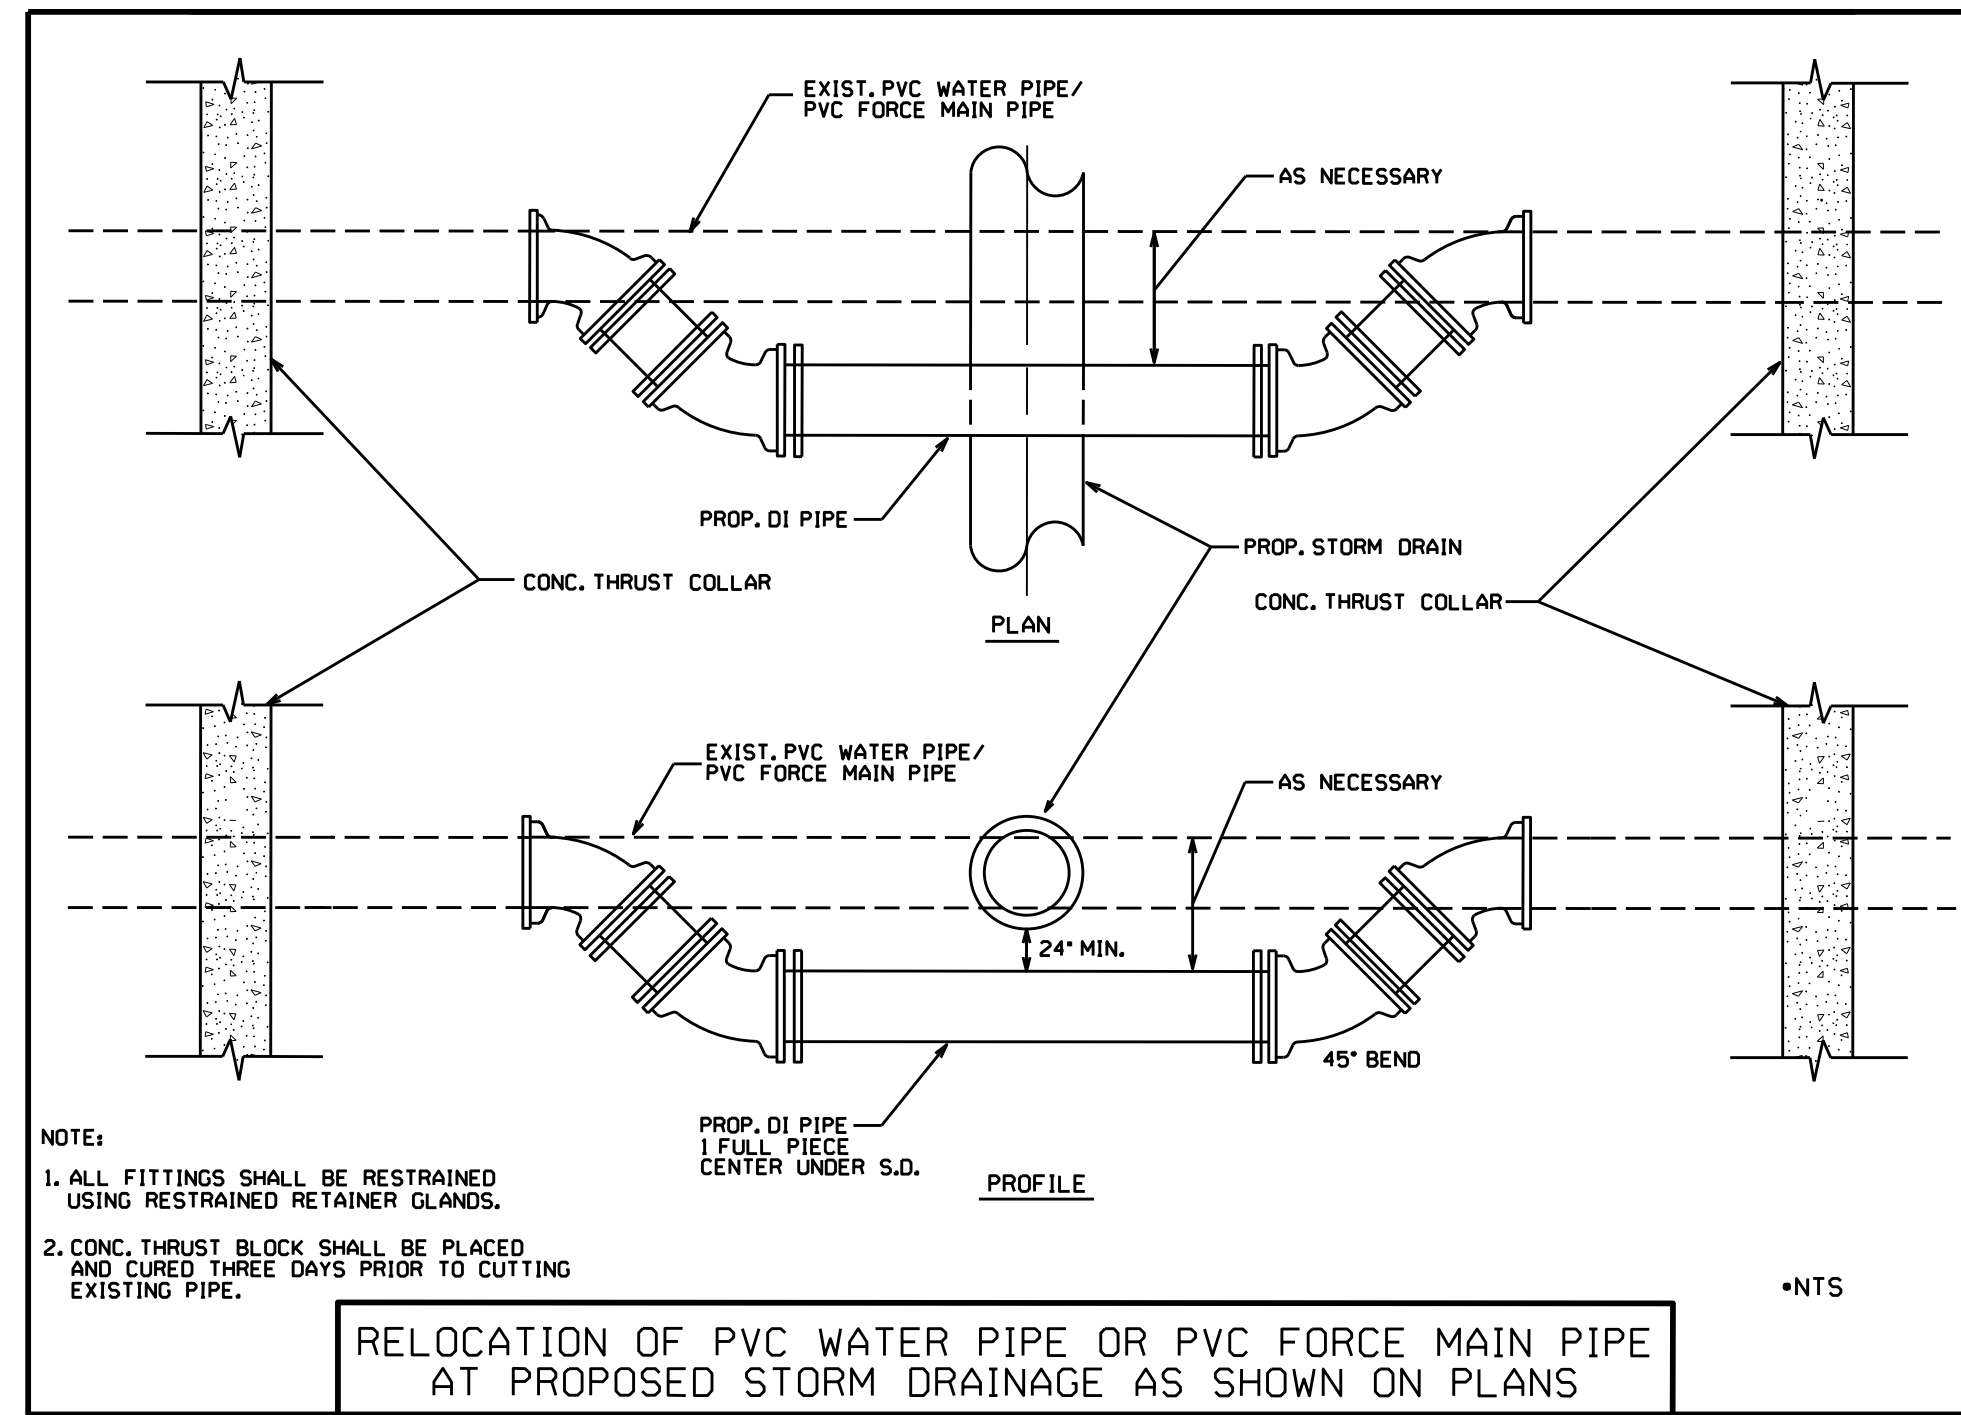 EXIST. PVC WATER PIPE/
PVC FORCE MAIN PIPE
AS NECESSARY
PROP. DI PIPE
PROP. STORM DRAIN
CONC. THRUST COLLAR
CONC. THRUST COLLAR
PLAN
EXIST. PVC WATER PIPE/
PVC FORCE MAIN PIPE
AS NECESSARY
24" MIN.
45° BEND
PROP. DI PIPE
1 FULL PIECE
CENTER UNDER S.D.
PROFILE
NOTE:
1. ALL FITTINGS SHALL BE RESTRAINED
USING RESTRAINED RETAINER GLANDS.
2. CONC. THRUST BLOCK SHALL BE PLACED
AND CURED THREE DAYS PRIOR TO CUTTING
EXISTING PIPE.
•NTS
RELOCATION OF PVC WATER PIPE OR PVC FORCE MAIN PIPE
AT PROPOSED STORM DRAINAGE AS SHOWN ON PLANS